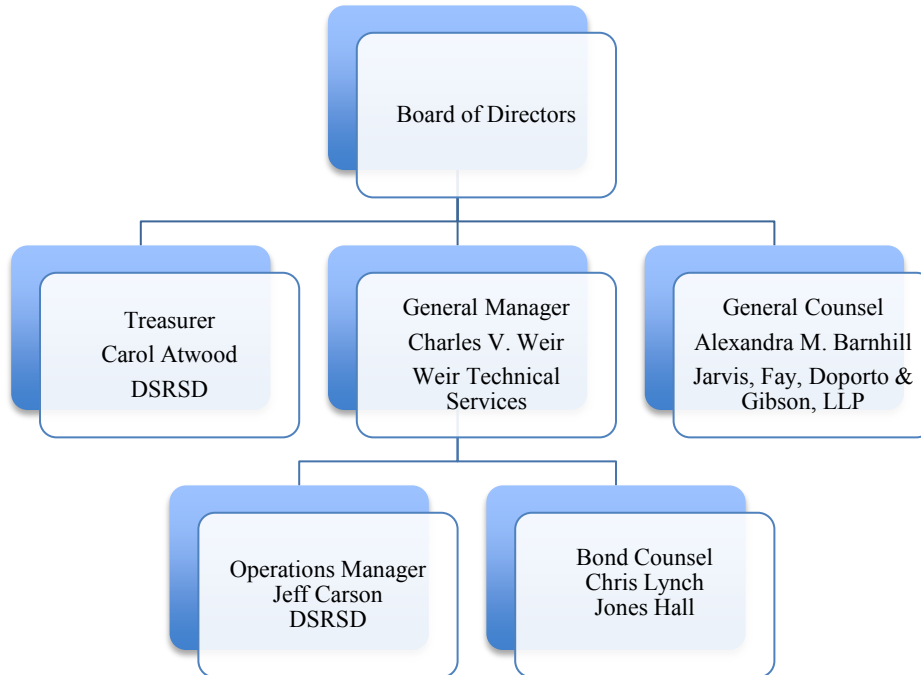 Board of Directors
Treasurer
Carol Atwood
DSRSD
General Manager
Charles V. Weir
Weir Technical
Services
General Counsel
Alexandra M. Barnhill
Jarvis, Fay, Doporto &
Gibson, LLP
Operations Manager
Jeff Carson
DSRSD
Bond Counsel
Chris Lynch
Jones Hall